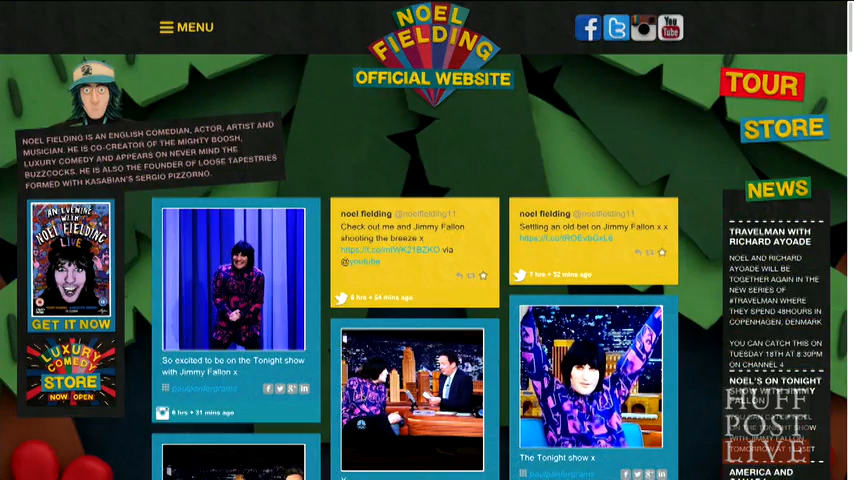 MENU
NOEL
FIELDING
OFFICIAL WEBSITE
You
Tube
TOUR
STORE
NEWS
NOEL FIELDING IS AN ENGLISH COMEDIAN, ACTOR, ARTIST AND
MUSICIAN. HE IS CO-CREATOR OF THE MIGHTY BOOSH,
LUXURY COMEDY AND APPEARS ON NEVER MIND THE
BUZZCOCKS. HE IS ALSO THE FOUNDER OF LOOSE TAPESTRIES
FORMED WITH KASABIAN'S SERGIO PIZZORNO.
AN EVENING WITH
NOEL FIELDING
LIVE
GET IT NOW
LUXURY
COMEDY
STORE
NOW OPEN
So excited to be on the Tonight show
with Jimmy Fallon x
6 hrs + 31 mins ago
noel fielding @noelfielding11
Check out me and Jimmy Fallon
shooting the breeze x
via
@youtube
6 hrs + 54 mins ago
noel fielding @noelfielding11
Settling an old bet on Jimmy Fallon x x
7 hrs + 32 mins ago
The Tonight show x
TRAVELMAN WITH
RICHARD AYOADE
NOEL AND RICHARD
AYOADE WILL BE
TOGETHER AGAIN IN THE
NEW SERIES OF
#TRAVELMAN WHERE
THEY SPEND 48HOURS IN
COPENHAGEN, DENMARK
YOU CAN CATCH THIS ON
TUESDAY 18TH AT 8:30PM
ON CHANNEL 4
NOEL'S ON TONIGHT
SHOW WITH JIMMY
FALLON
HUFF
POST
LIVE
AMERICA AND